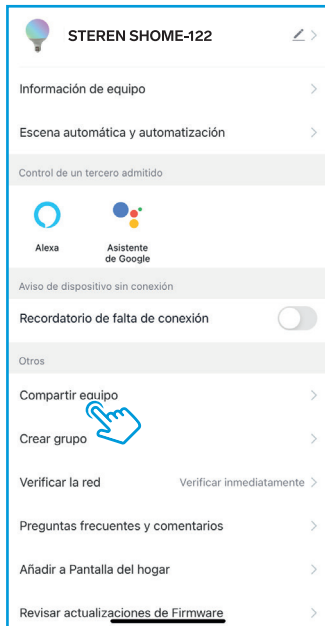 STEREN SHOME-122
Información de equipo
Escena automática y automatización
Control de un tercero admitido
Alexa
Asistente
de Google
Aviso de dispositivo sin conexión
Recordatorio de falta de conexión
Otros
Compartir equipo
Crear grupo
Verificar la red Verificar inmediatamente
Preguntas frecuentes y comentarios
Añadir a Pantalla del hogar
Revisar actualizaciones de Firmware